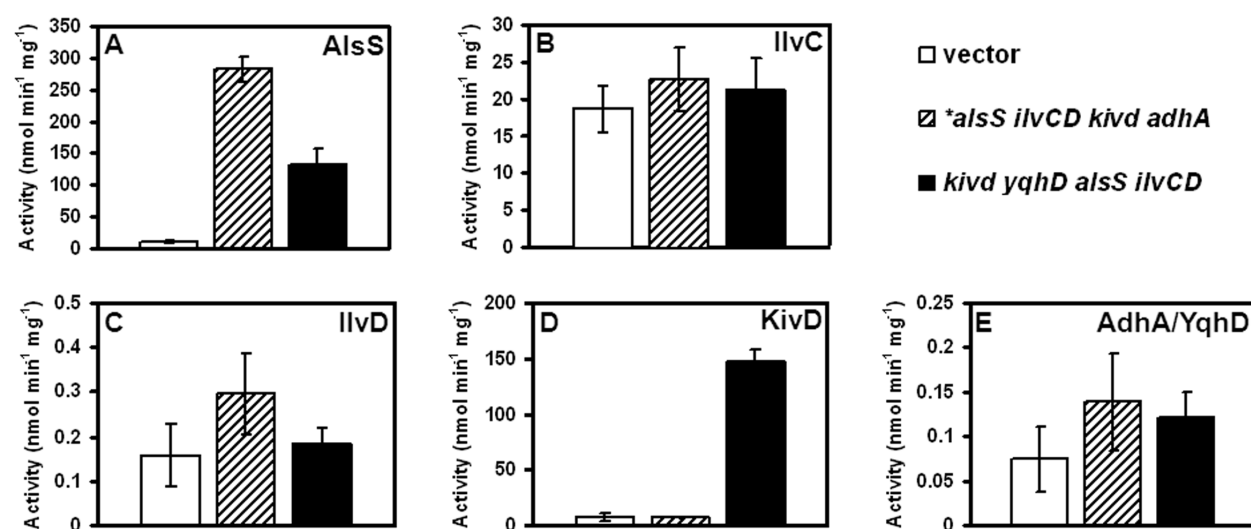 A AlsS
Activity (nmol min⁻¹ mg⁻¹)
350
300
250
200
150
100
50
0
B IlvC
Activity (nmol min⁻¹ mg⁻¹)
30
25
20
15
10
5
0
vector
*alsS ilvCD kivd adhA
kivd yqhD alsS ilvCD
C IlvD
Activity (nmol min⁻¹ mg⁻¹)
0.5
0.4
0.3
0.2
0.1
0
D KivD
Activity (nmol min⁻¹ mg⁻¹)
200
150
100
50
0
E AdhA/YqhD
Activity (nmol min⁻¹ mg⁻¹)
0.25
0.2
0.15
0.1
0.05
0